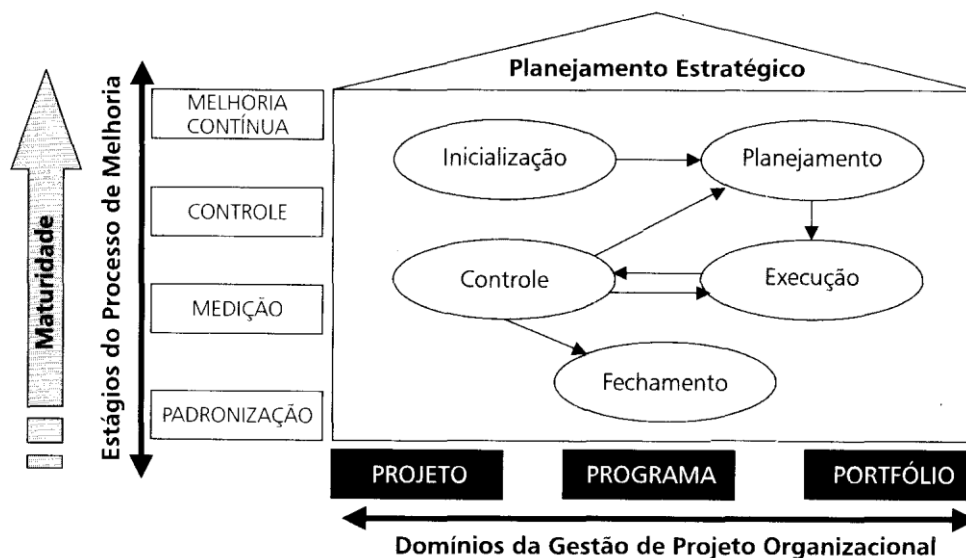 Planejamento Estratégico
Maturidade
Estágios do Processo de Melhoria
MELHORIA
CONTÍNUA
CONTROLE
MEDIÇÃO
PADRONIZAÇÃO
Inicialização
Planejamento
Controle
Execução
Fechamento
PROJETO
PROGRAMA
PORTFÓLIO
Domínios da Gestão de Projeto Organizacional